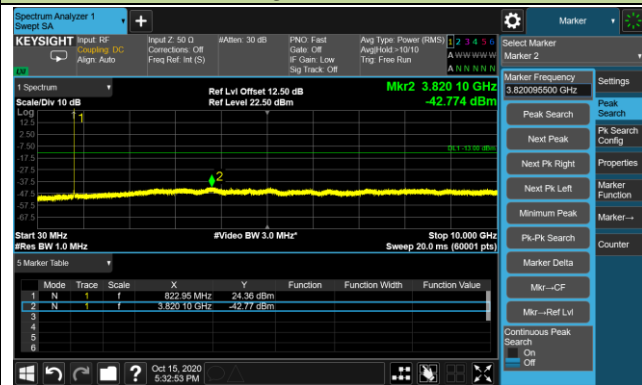 Spectrum Analyzer 1
Swept SA
+
Marker
KEYSIGHT
Input: RF
Coupling: DC
Align: Auto
Input Z: 50 Ω
Corrections: Off
Freq Ref: Int (S)
#Atten: 30 dB
PNO: Fast
Gate: Off
IF Gain: Low
Sig Track: Off
Avg Type: Power (RMS)
Avg|Hold:>10/10
Trig: Free Run
1 2 3 4 5 6
A W W W W W
A N N N N N
Select Marker
Marker 2
1 Spectrum
Scale/Div 10 dB
Ref Lvl Offset 12.50 dB
Ref Level 22.50 dBm
Mkr2 3.820 10 GHz
-42.774 dBm
Log
12.5
2.50
-7.50
-17.5
-27.5
-37.5
-47.5
-57.5
-67.5
1
2
DL1 -13.00 dBm
Start 30 MHz
#Res BW 1.0 MHz
#Video BW 3.0 MHz*
Stop 10.000 GHz
Sweep 20.0 ms (60001 pts)
5 Marker Table
Mode Trace Scale X Y Function Function Width Function Value
1 N 1 f 822.95 MHz 24.36 dBm
2 N 1 f 3.820 10 GHz -42.77 dBm
3
4
5
6
Marker Frequency
3.820095500 GHz
Peak Search
Next Peak
Next Pk Right
Next Pk Left
Minimum Peak
Pk-Pk Search
Marker Delta
Mkr→CF
Mkr→Ref Lvl
Continuous Peak
Search
On
Off
Settings
Peak
Search
Pk Search
Config
Properties
Marker
Function
Marker→
Counter
?
Oct 15, 2020
5:32:53 PM